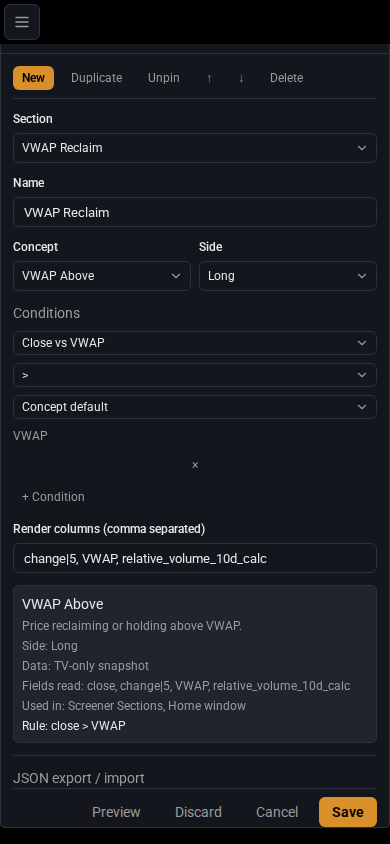 New Duplicate Unpin ↑ ↓ Delete
Section
VWAP Reclaim
Name
VWAP Reclaim
Concept Side
VWAP Above Long
Conditions
Close vs VWAP
>
Concept default
VWAP
×
+ Condition
Render columns (comma separated)
change|5, VWAP, relative_volume_10d_calc
VWAP Above
Price reclaiming or holding above VWAP.
Side: Long
Data: TV-only snapshot
Fields read: close, change|5, VWAP, relative_volume_10d_calc
Used in: Screener Sections, Home window
Rule: close > VWAP
JSON export / import
Preview Discard Cancel Save